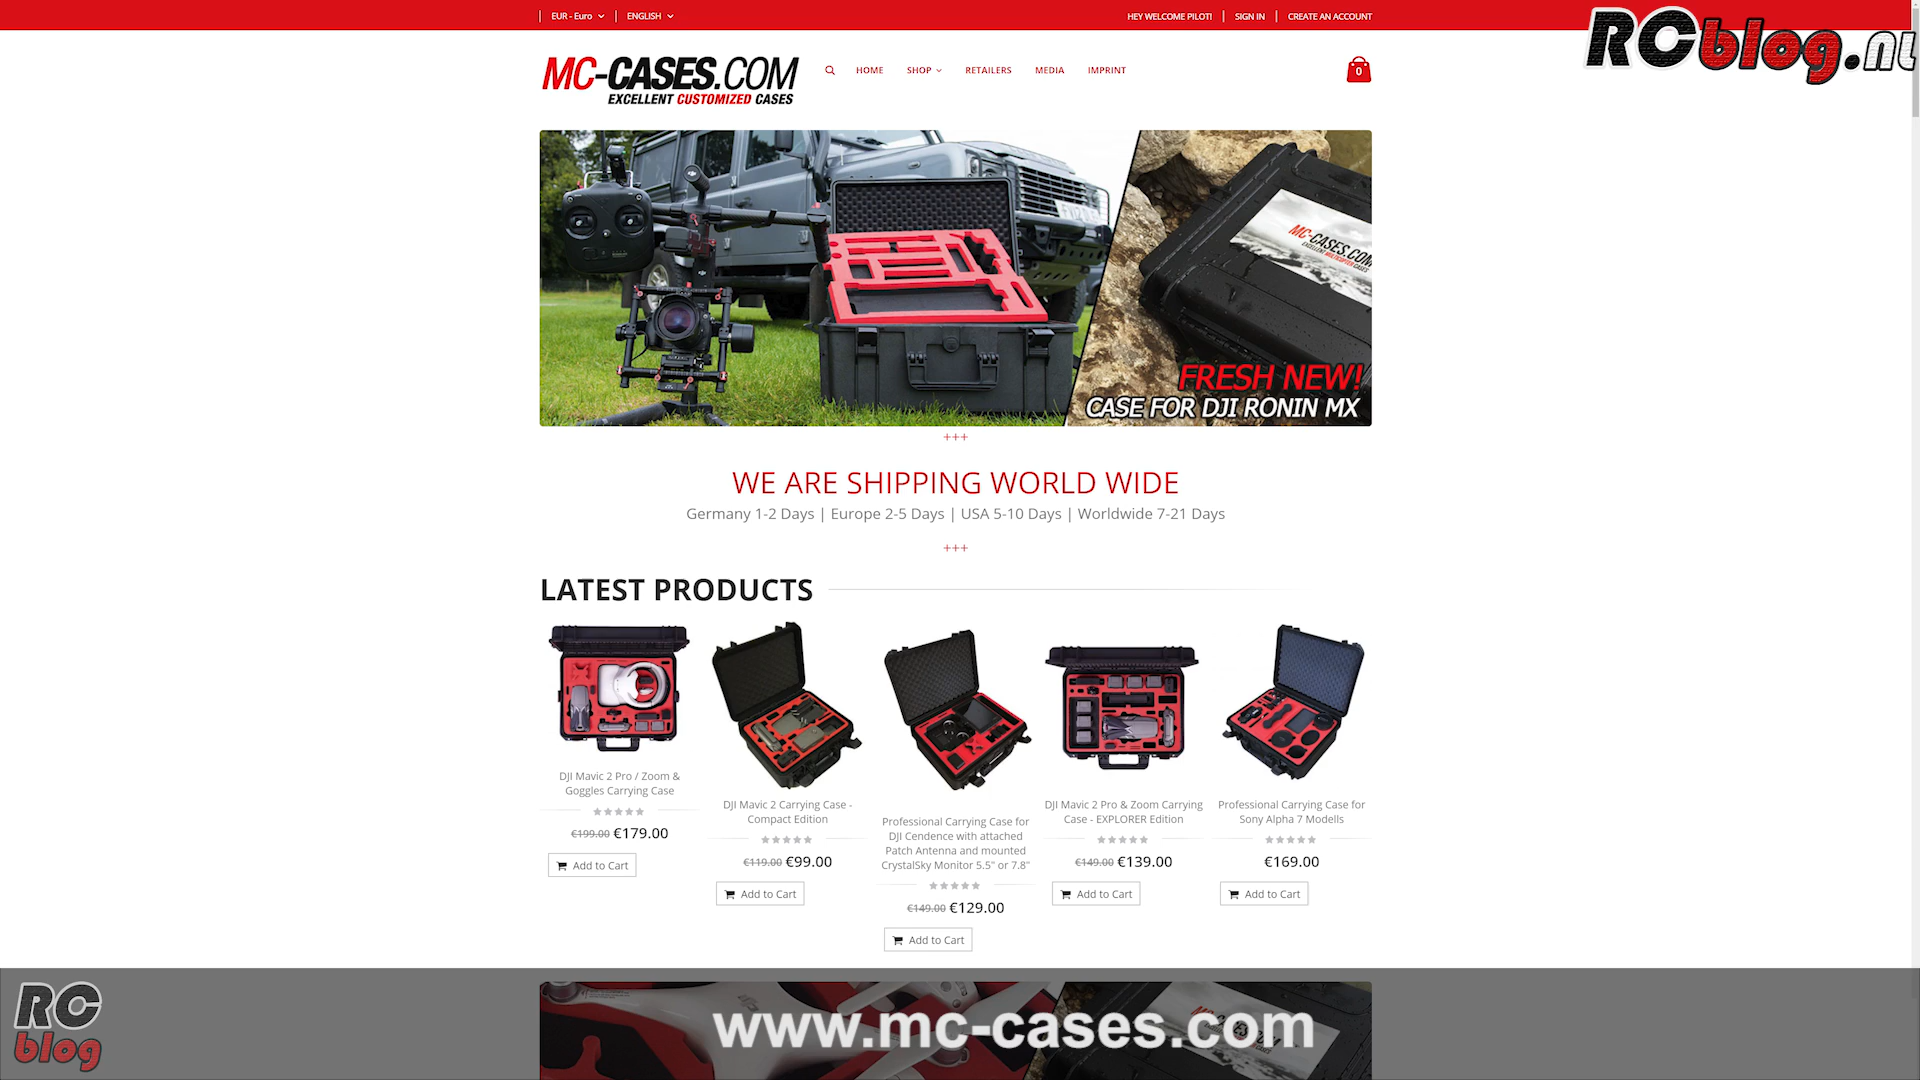 EUR - Euro
ENGLISH
HEY WELCOME PILOT!
SIGN IN
CREATE AN ACCOUNT
RCblog.nl
MC-CASES.COM
EXCELLENT CUSTOMIZED CASES
HOME
SHOP
RETAILERS
MEDIA
IMPRINT
0
MC-CASES.COM
EXCELLENT MULTICOPTER CASES
FRESH NEW!
CASE FOR DJI RONIN MX
+++
WE ARE SHIPPING WORLD WIDE
Germany 1-2 Days | Europe 2-5 Days | USA 5-10 Days | Worldwide 7-21 Days
+++
LATEST PRODUCTS
DJI Mavic 2 Pro / Zoom &
Goggles Carrying Case
€199.00 €179.00
Add to Cart
DJI Mavic 2 Carrying Case -
Compact Edition
€119.00 €99.00
Add to Cart
Professional Carrying Case for
DJI Cendence with attached
Patch Antenna and mounted
CrystalSky Monitor 5.5" or 7.8"
€149.00 €129.00
Add to Cart
DJI Mavic 2 Pro & Zoom Carrying
Case - EXPLORER Edition
€149.00 €139.00
Add to Cart
Professional Carrying Case for
Sony Alpha 7 Modells
€169.00
Add to Cart
RC
blog
www.mc-cases.com